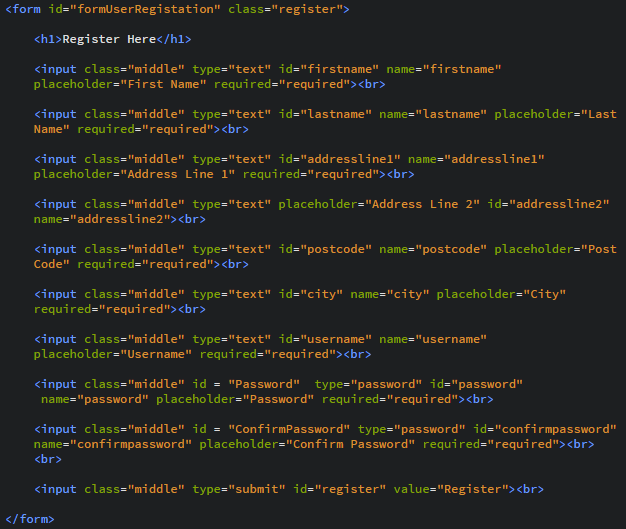 <form id="formUserRegistation" class="register">
<h1>Register Here</h1>
<input class="middle" type="text" id="firstname" name="firstname"
placeholder="First Name" required="required"><br>
<input class="middle" type="text" id="lastname" name="lastname" placeholder="Last
Name" required="required"><br>
<input class="middle" type="text" id="addressline1" name="addressline1"
placeholder="Address Line 1" required="required"><br>
<input class="middle" type="text" placeholder="Address Line 2" id="addressline2"
name="addressline2"><br>
<input class="middle" type="text" id="postcode" name="postcode" placeholder="Post
Code" required="required"><br>
<input class="middle" type="text" id="city" name="city" placeholder="City"
required="required"><br>
<input class="middle" type="text" id="username" name="username"
placeholder="Username" required="required"><br>
<input class="middle" id = "Password"  type="password" id="password"
name="password" placeholder="Password" required="required"><br>
<input class="middle" id = "ConfirmPassword" type="password" id="confirmpassword"
name="confirmpassword" placeholder="Confirm Password" required="required"><br>
<br>
<input class="middle" type="submit" id="register" value="Register"><br>
</form>